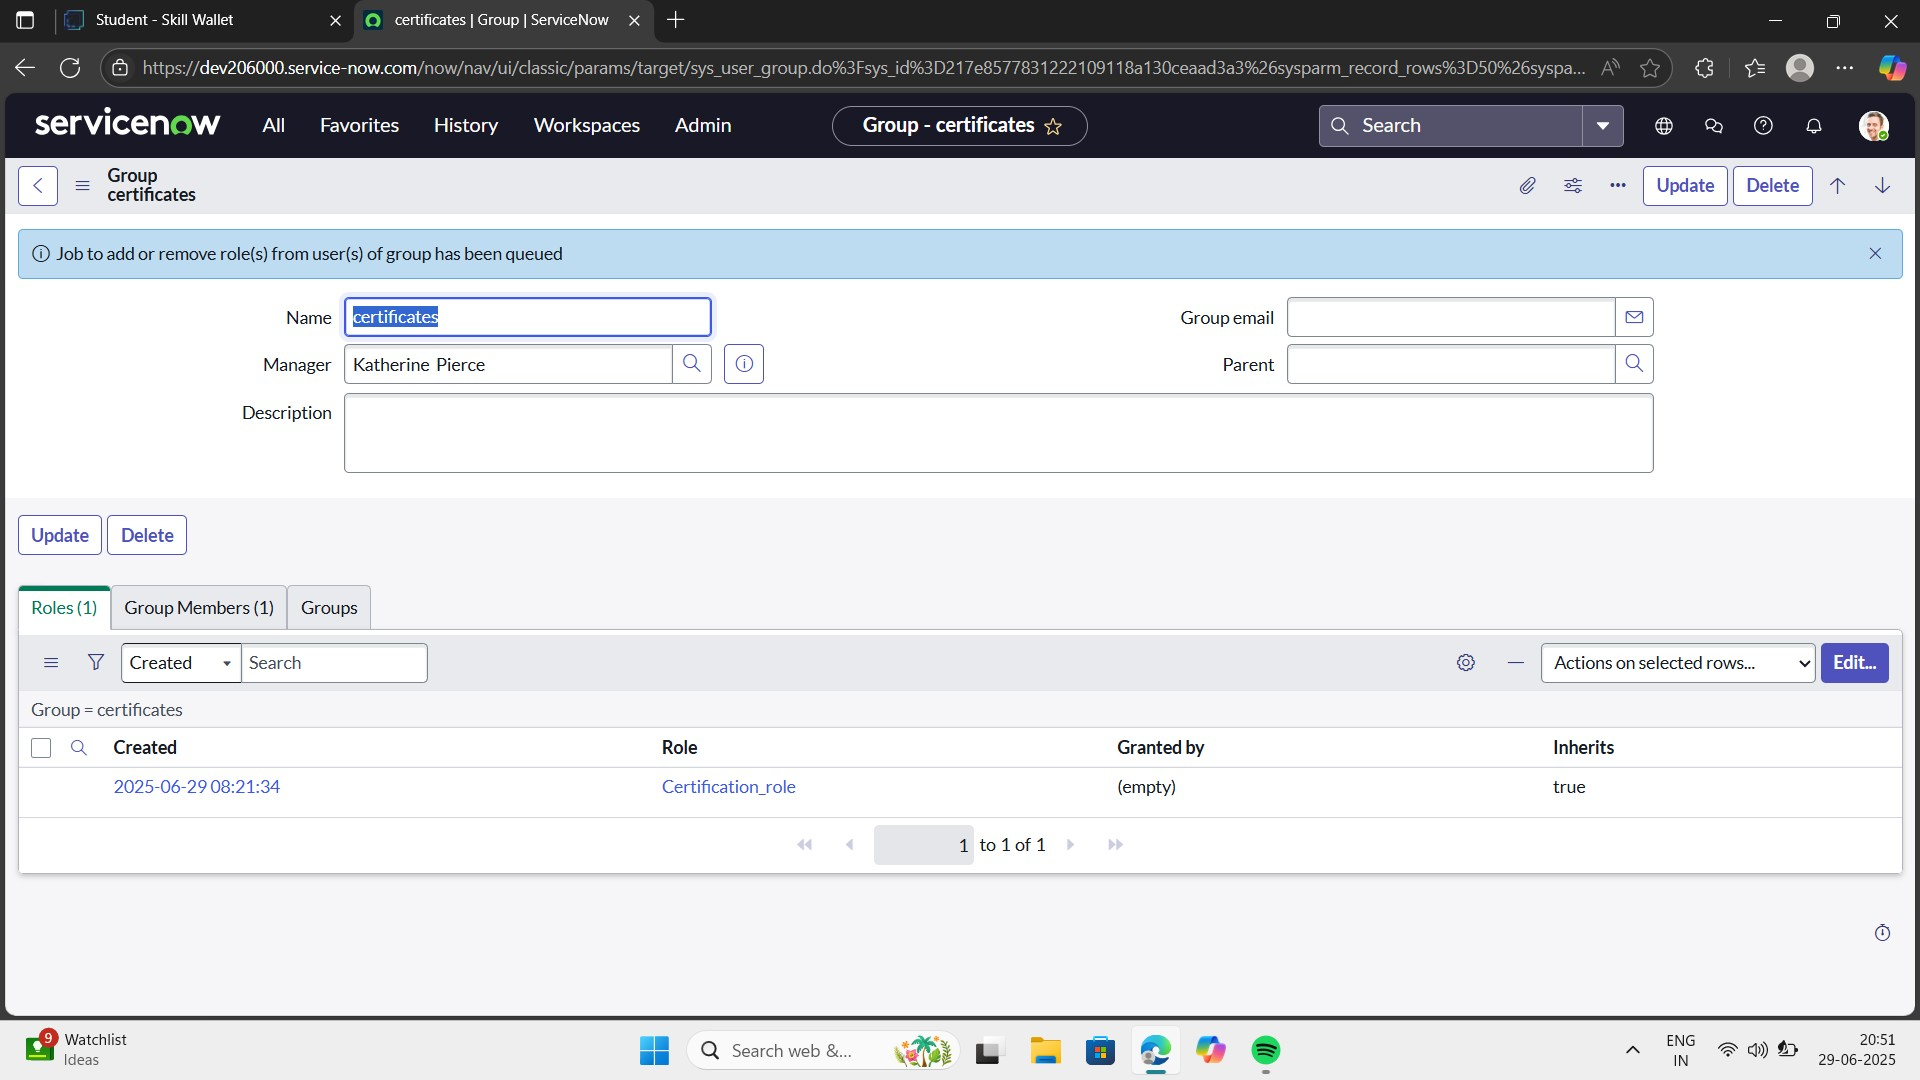 Student - Skill Wallet
certificates | Group | ServiceNow
https://dev206000.service-now.com/now/nav/ui/classic/params/target/sys_user_group.do%3Fsys_id%3D217e8577831222109118a130ceaad3a3%26sysparm_record_rows%3D50%26syspa...
servicenow All Favorites History Workspaces Admin Group - certificates Search
Group
certificates
Update Delete
Job to add or remove role(s) from user(s) of group has been queued
Name certificates Group email
Manager Katherine Pierce Parent
Description
Update Delete
Roles (1) Group Members (1) Groups
Created Search Actions on selected rows... Edit...
Group = certificates
Created Role Granted by Inherits
2025-06-29 08:21:34 Certification_role (empty) true
1 to 1 of 1
9 Watchlist
Ideas
Search web &...
ENG
IN
20:51
29-06-2025